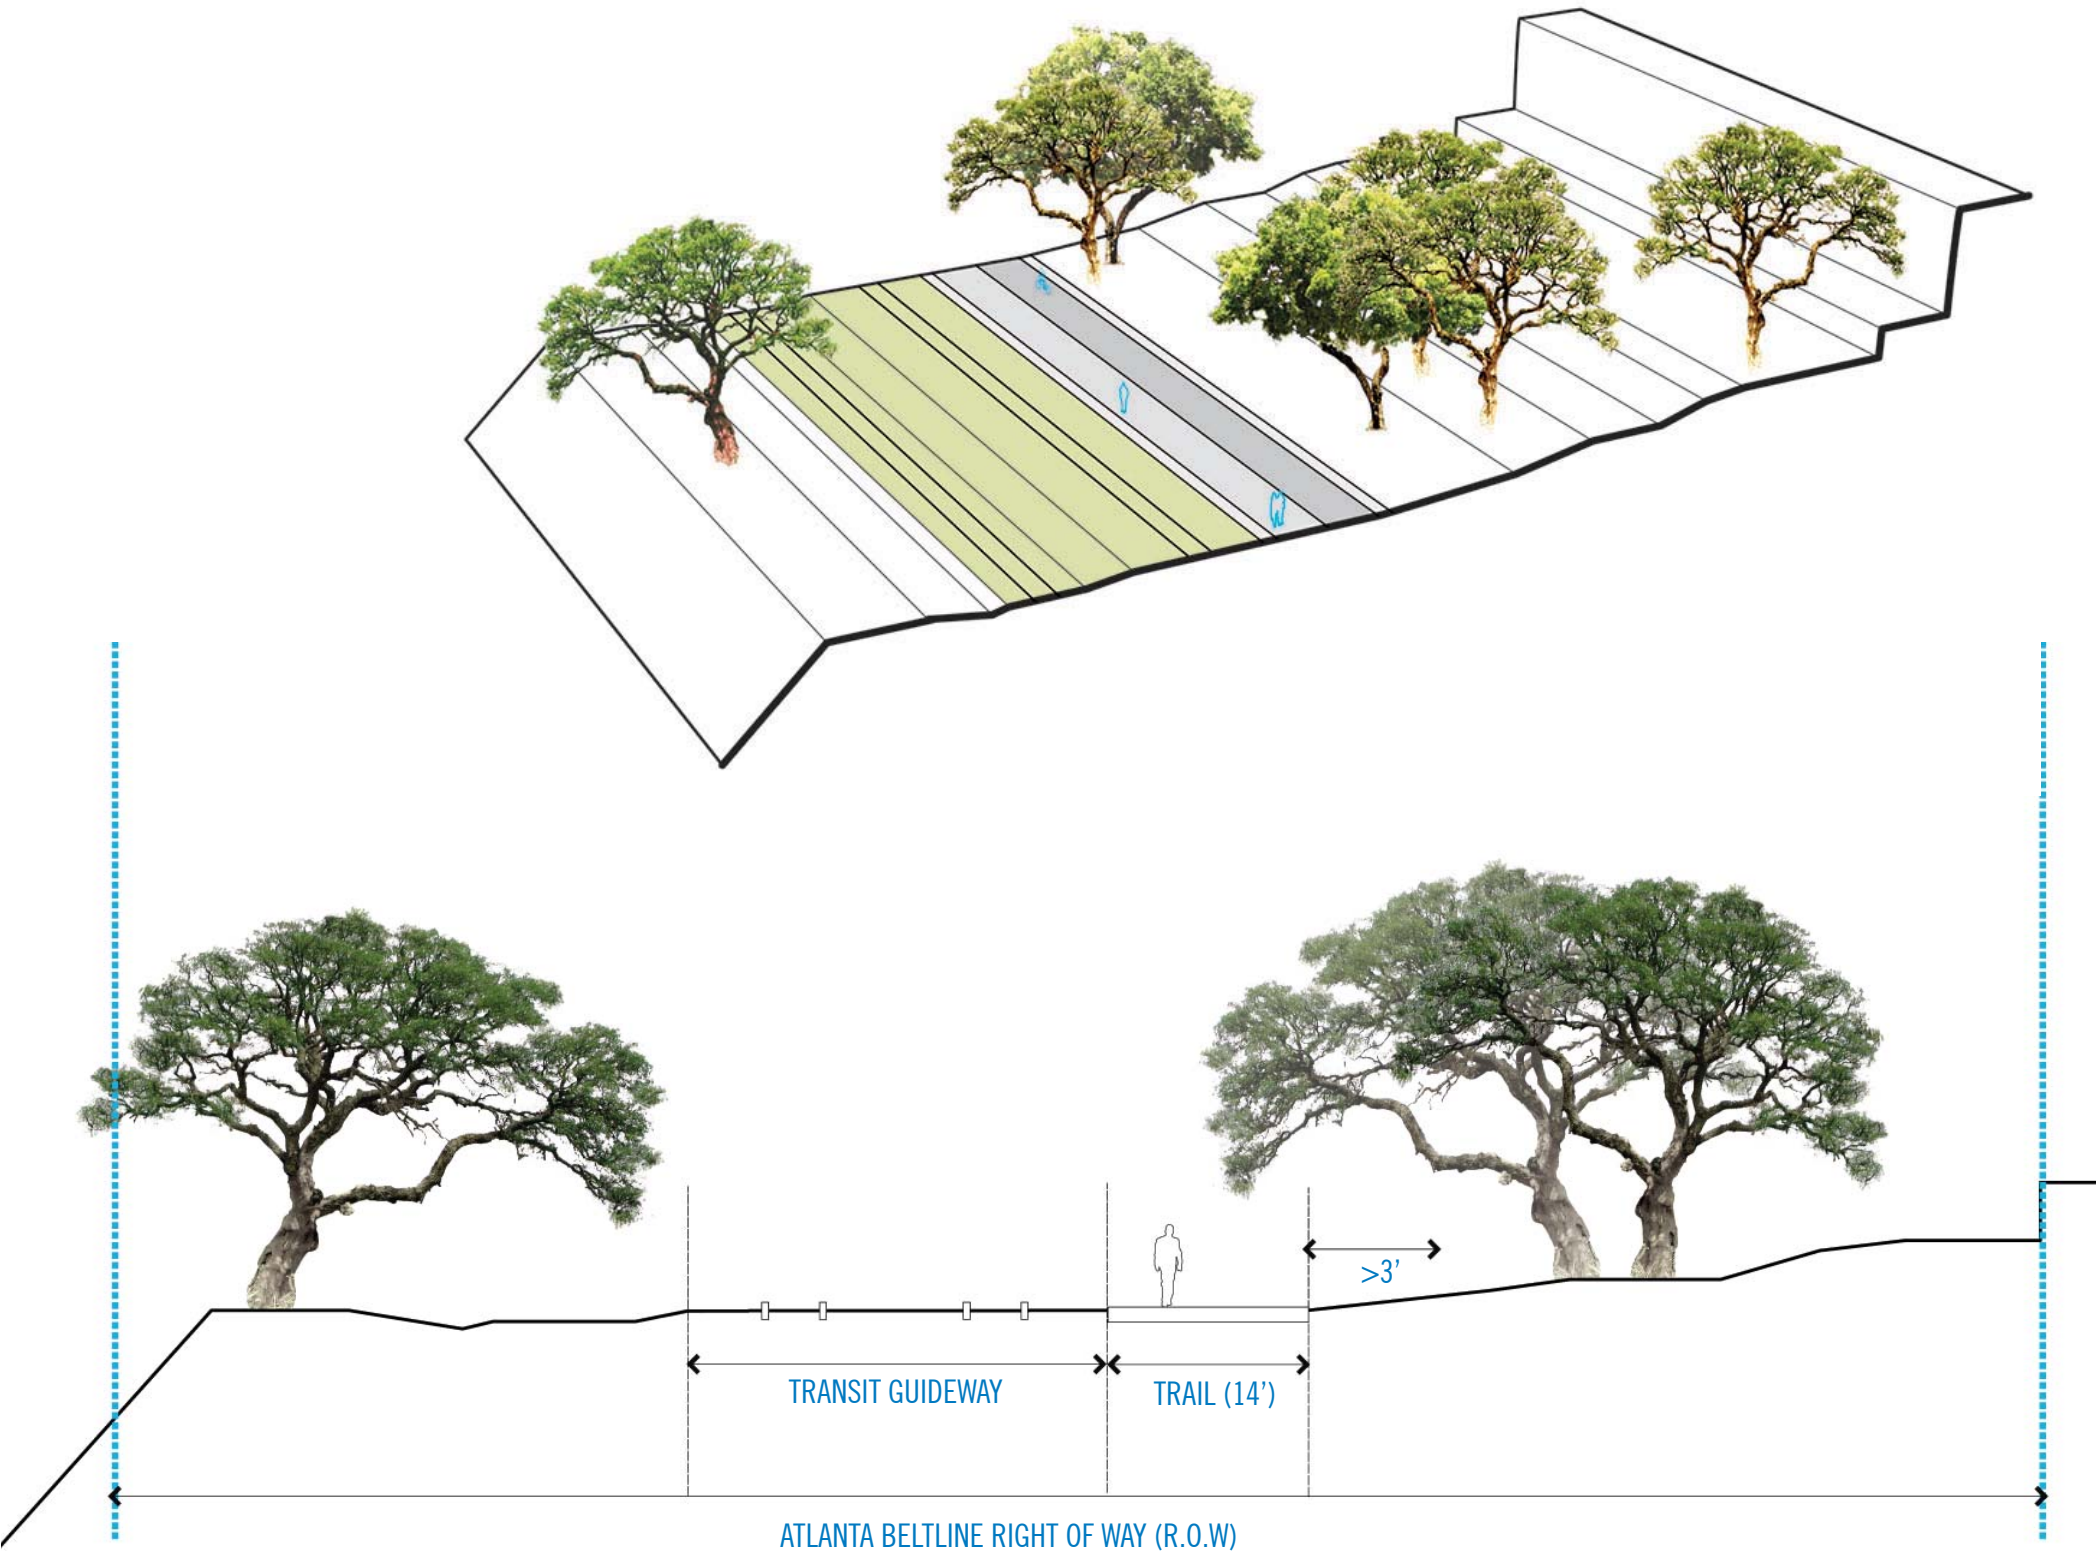 >3’
TRANSIT GUIDEWAY
TRAIL (14’)
ATLANTA BELTLINE RIGHT OF WAY (R.O.W)